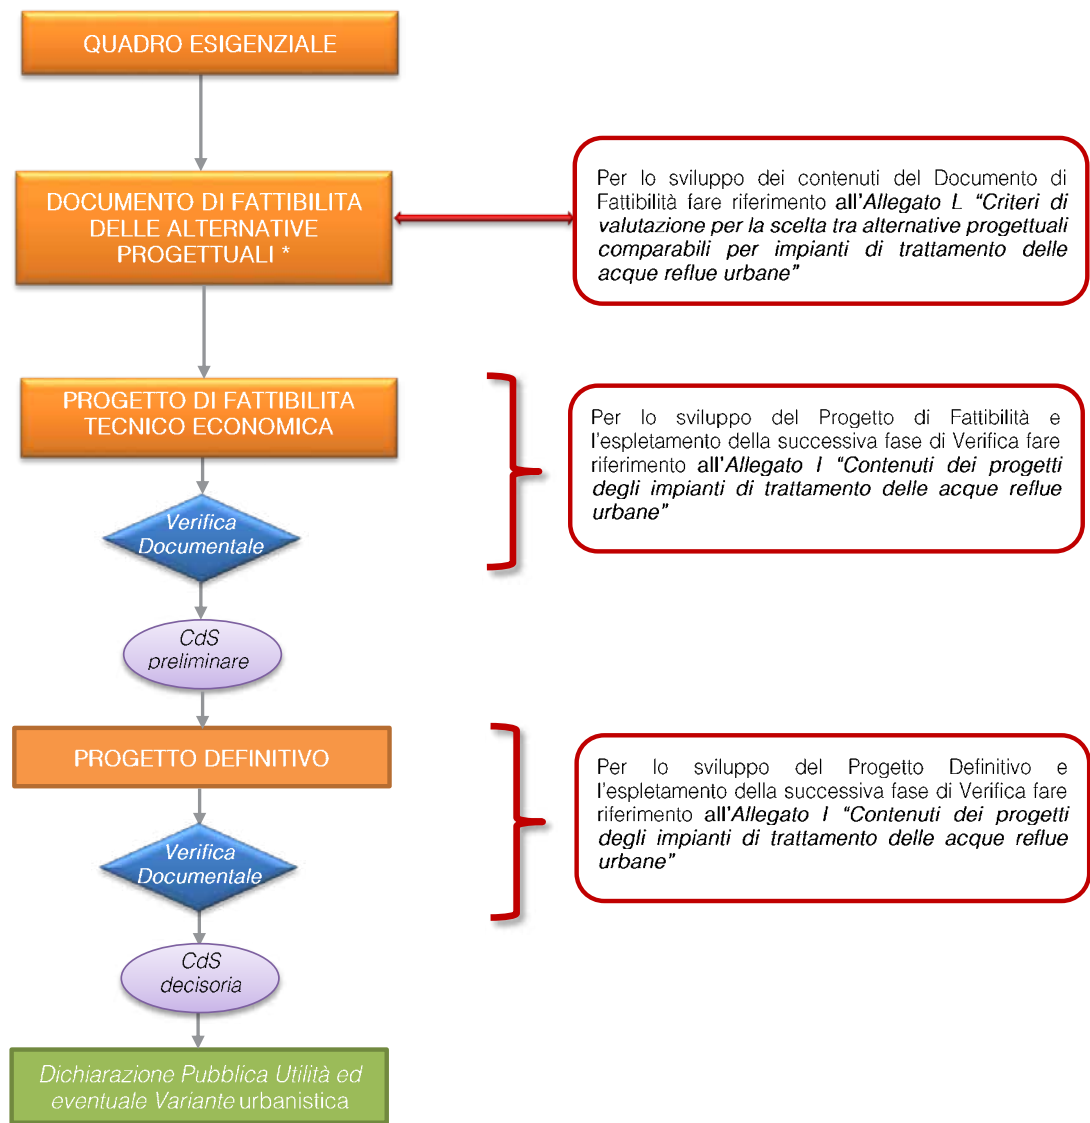 QUADRO ESIGENZIALE
DOCUMENTO DI FATTIBILITA
DELLE ALTERNATIVE
PROGETTUALI *
Per lo sviluppo dei contenuti del Documento di
Fattibilità fare riferimento all'Allegato L "Criteri di
valutazione per la scelta tra alternative progettuali
comparabili per impianti di trattamento delle
acque reflue urbane"
PROGETTO DI FATTIBILITA
TECNICO ECONOMICA
Per lo sviluppo del Progetto di Fattibilità e
l'espletamento della successiva fase di Verifica fare
riferimento all'Allegato I "Contenuti dei progetti
degli impianti di trattamento delle acque reflue
urbane"
Verifica
Documentale
CdS
preliminare
PROGETTO DEFINITIVO
Per lo sviluppo del Progetto Definitivo e
l'espletamento della successiva fase di Verifica fare
riferimento all'Allegato I "Contenuti dei progetti
degli impianti di trattamento delle acque reflue
urbane"
Verifica
Documentale
CdS
decisoria
Dichiarazione Pubblica Utilità ed
eventuale Variante urbanistica